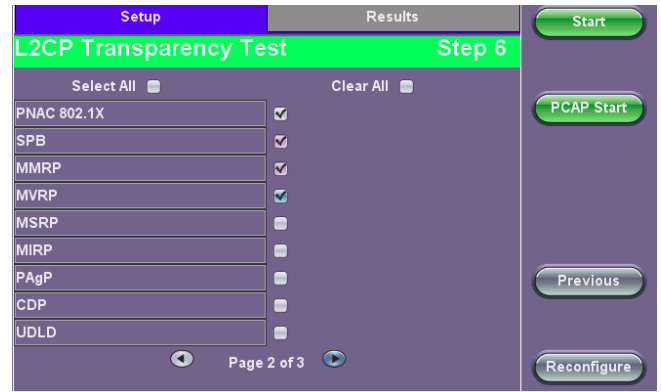 Setup
Results
Start
L2CP Transparency Test
Step 6
Select All
Clear All
PCAP Start
PNAC 802.1X
SPB
MMRP
MVRP
MSRP
MIRP
PAgP
CDP
UDLD
Previous
Page 2 of 3
Reconfigure